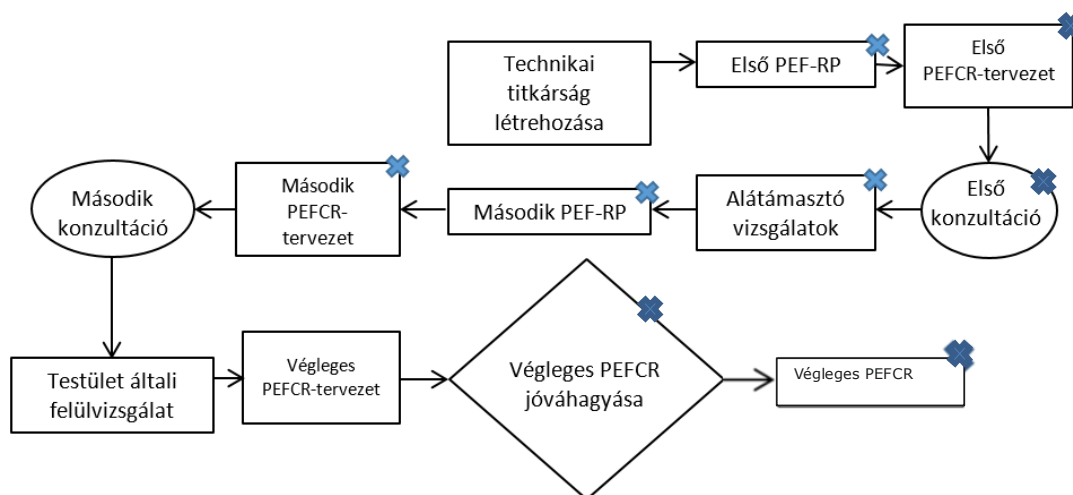 Technikai
titkárság
létrehozása
Első PEF-RP
Első
PEFCR-tervezet
Első
konzultáció
Alátámasztó
vizsgálatok
Második PEF-RP
Második
PEFCR-
tervezet
Második
konzultáció
Testület általi
felülvizsgálat
Végleges
PEFCR-tervezet
Végleges PEFCR
jóváhagyása
Végleges PEFCR